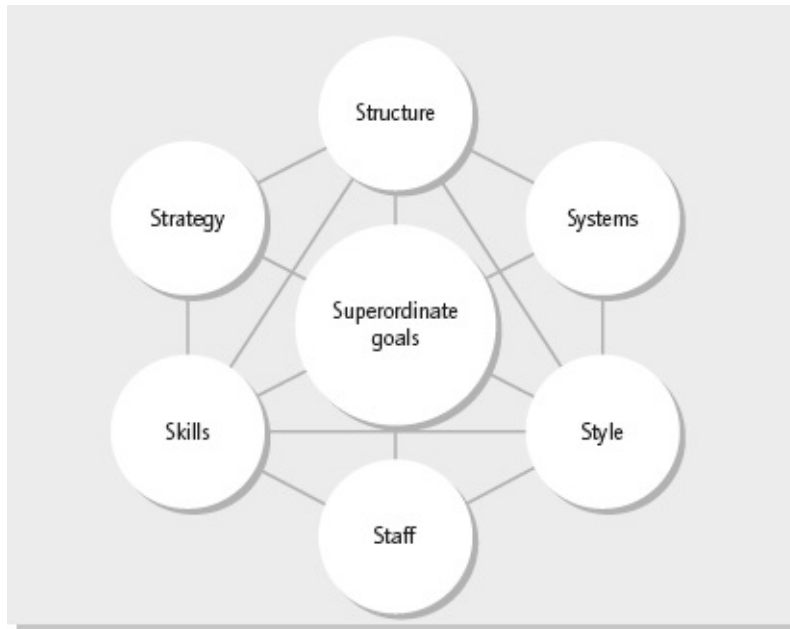 Structure
Strategy
Systems
Superordinate
goals
Skills
Style
Staff